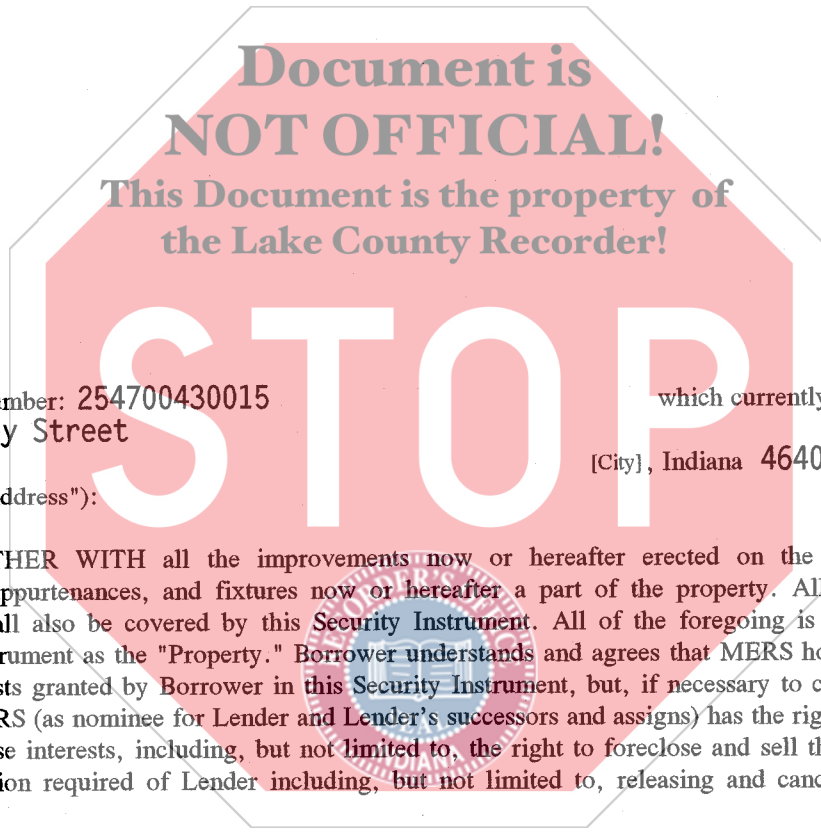 Document is
NOT OFFICIAL!
This Document is the property of
the Lake County Recorder!
STOP
mber: 254700430015 which currently
y Street
[City], Indiana 4640
ddress"):
THER WITH all the improvements now or hereafter erected on the
ppurtenances, and fixtures now or hereafter a part of the property. All
all also be covered by this Security Instrument. All of the foregoing is
rument as the "Property." Borrower understands and agrees that MERS ho
sts granted by Borrower in this Security Instrument, but, if necessary to c
RS (as nominee for Lender and Lender's successors and assigns) has the rig
se interests, including, but not limited to, the right to foreclose and sell th
ion required of Lender including, but not limited to, releasing and canc
RECORDER'S OFFICE
INDIANA